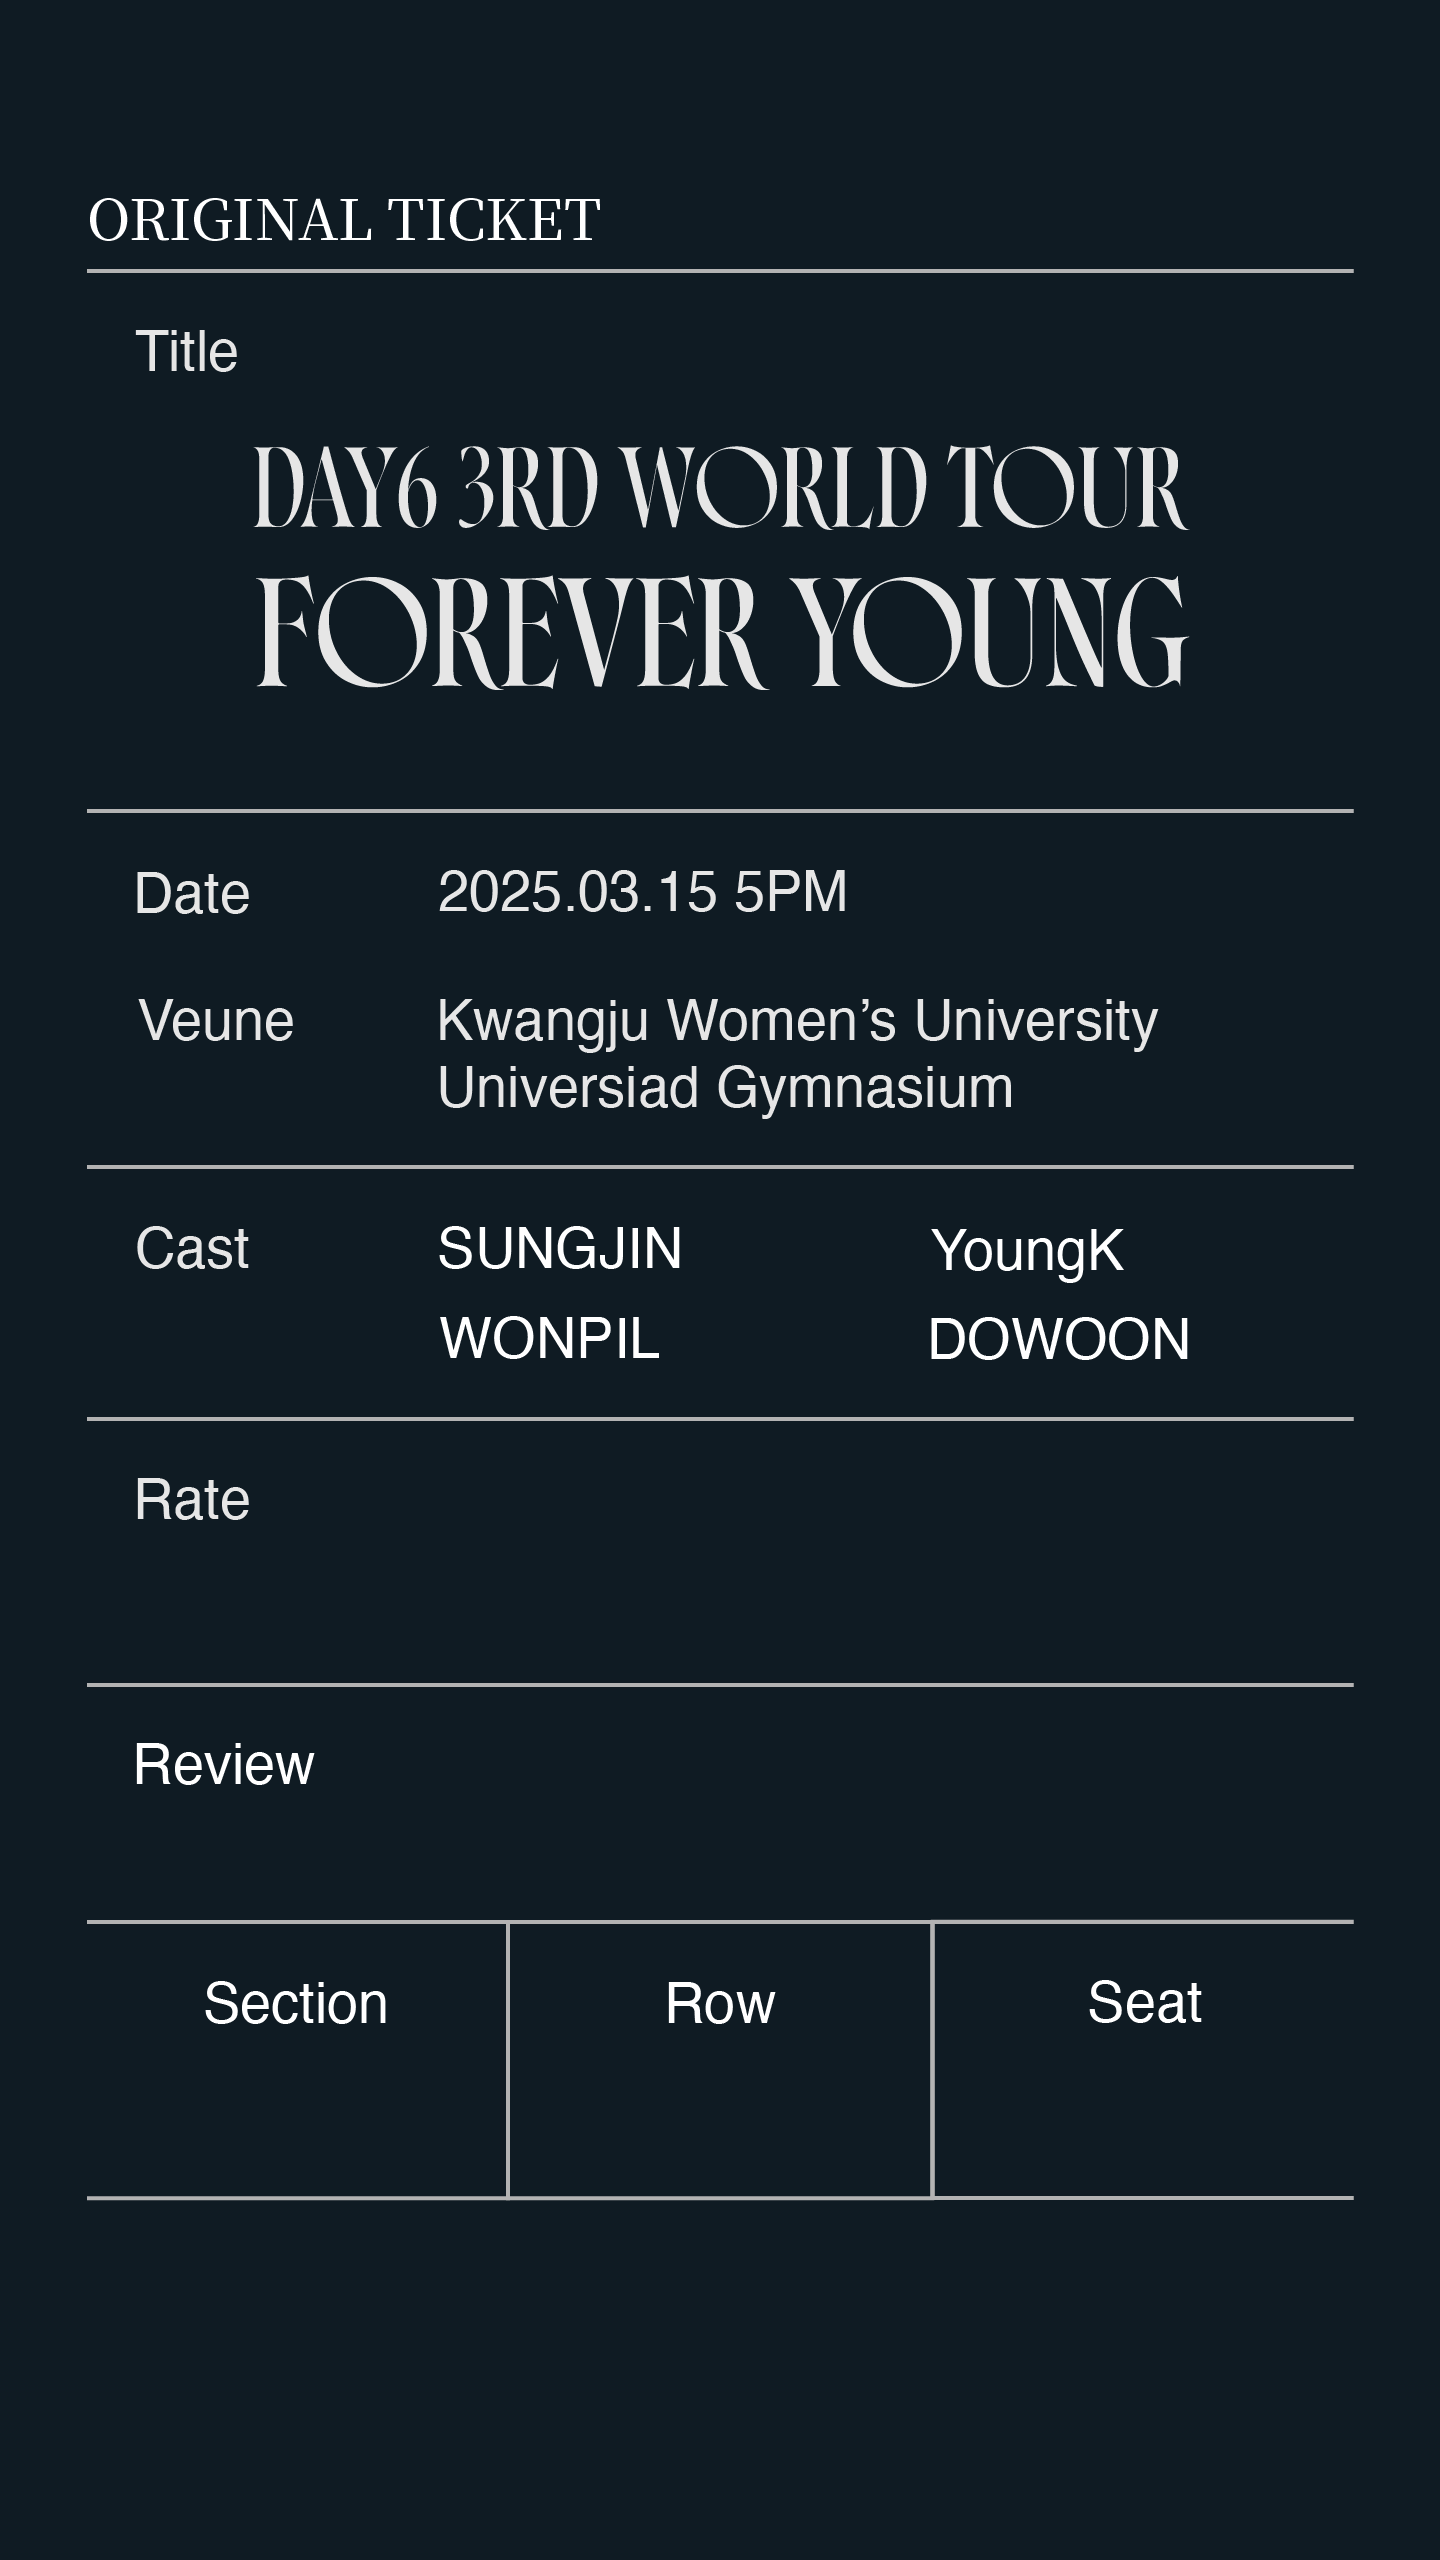 ORIGINAL TICKET
Title
DAY6 3RD WORLD TOUR
FOREVER YOUNG
Date 2025.03.15 5PM
Veune Kwangju Women’s University
Universiad Gymnasium
Cast SUNGJIN YoungK
WONPIL DOWOON
Rate
Review
Section Row Seat